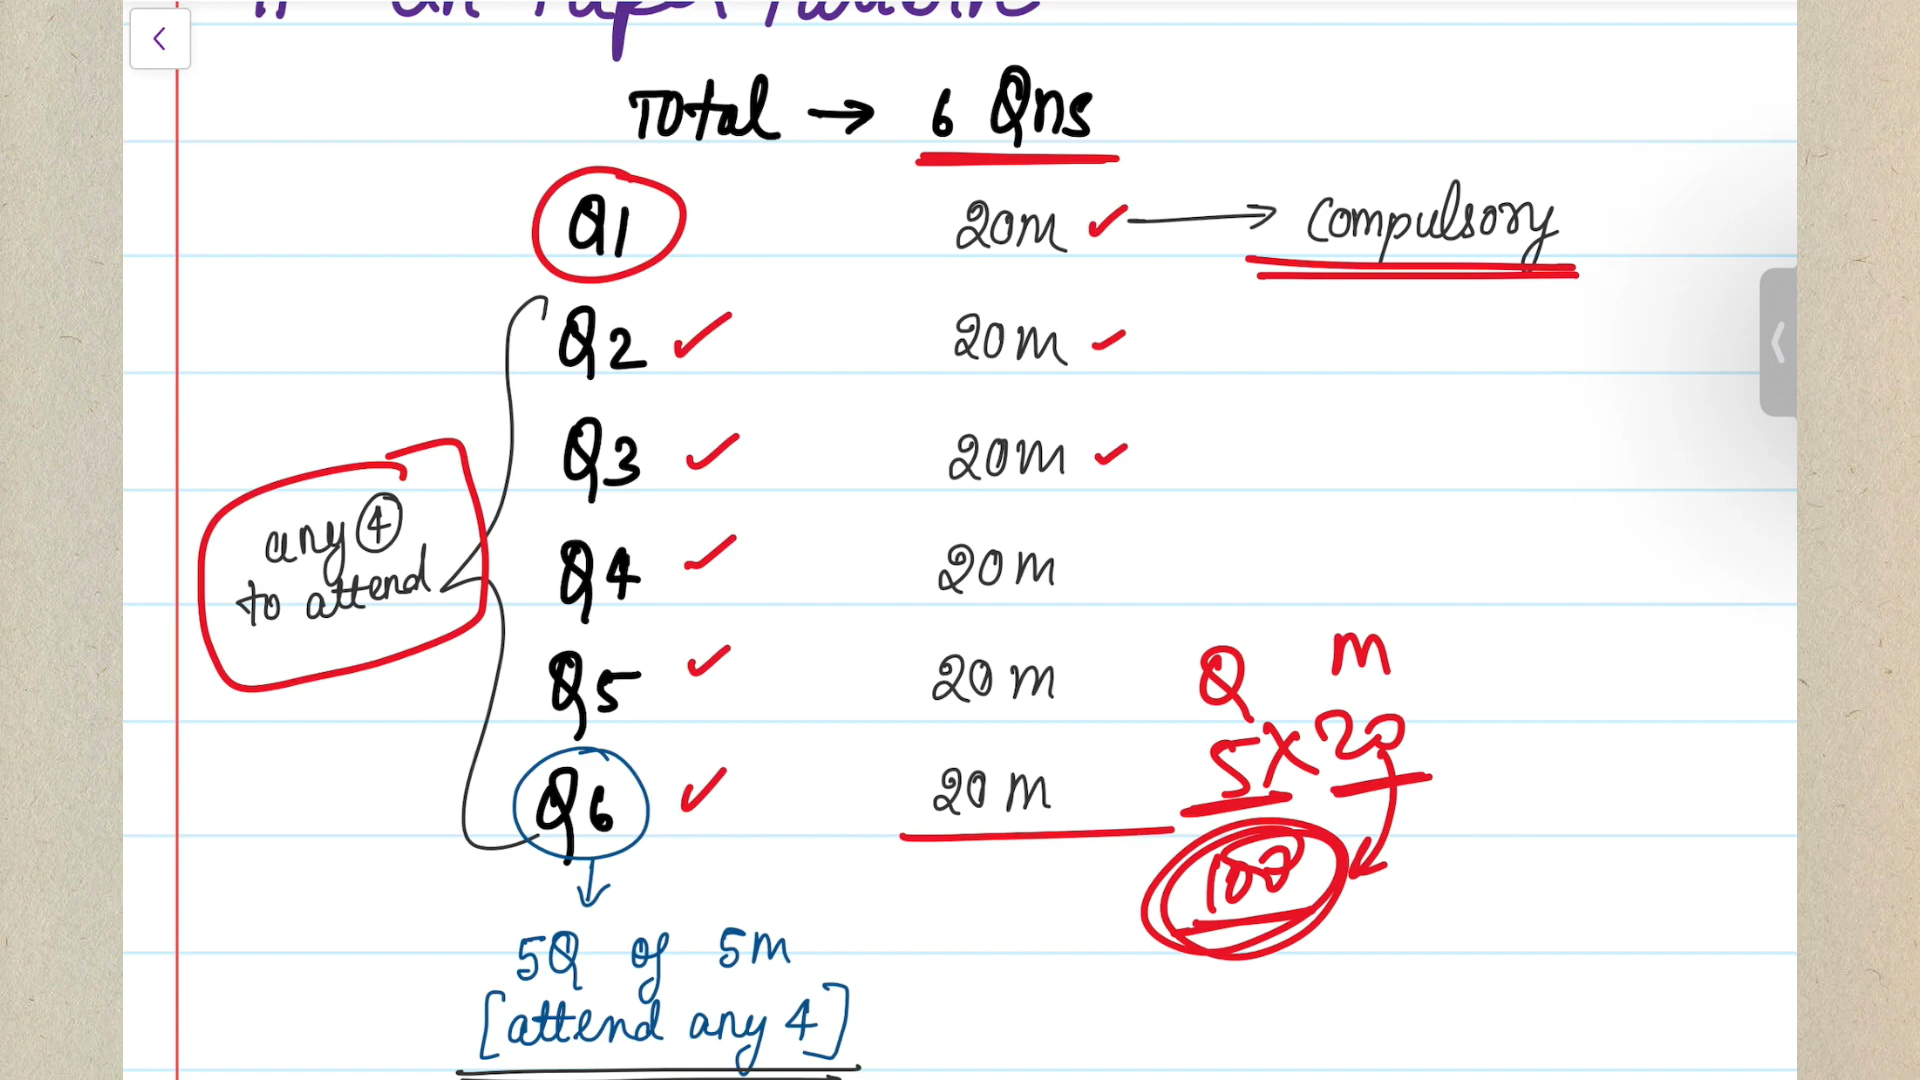 Total → 6 Qns
Q1 20m ✓ → Compulsory
Q2 ✓ 20m ✓
Q3 ✓ 20m ✓
any 4
to attend
Q4 ✓ 20m
Q5 ✓ 20m
Q6 ✓ 20m
Q m
5 × 20
100
5Q of 5m
[attend any 4]